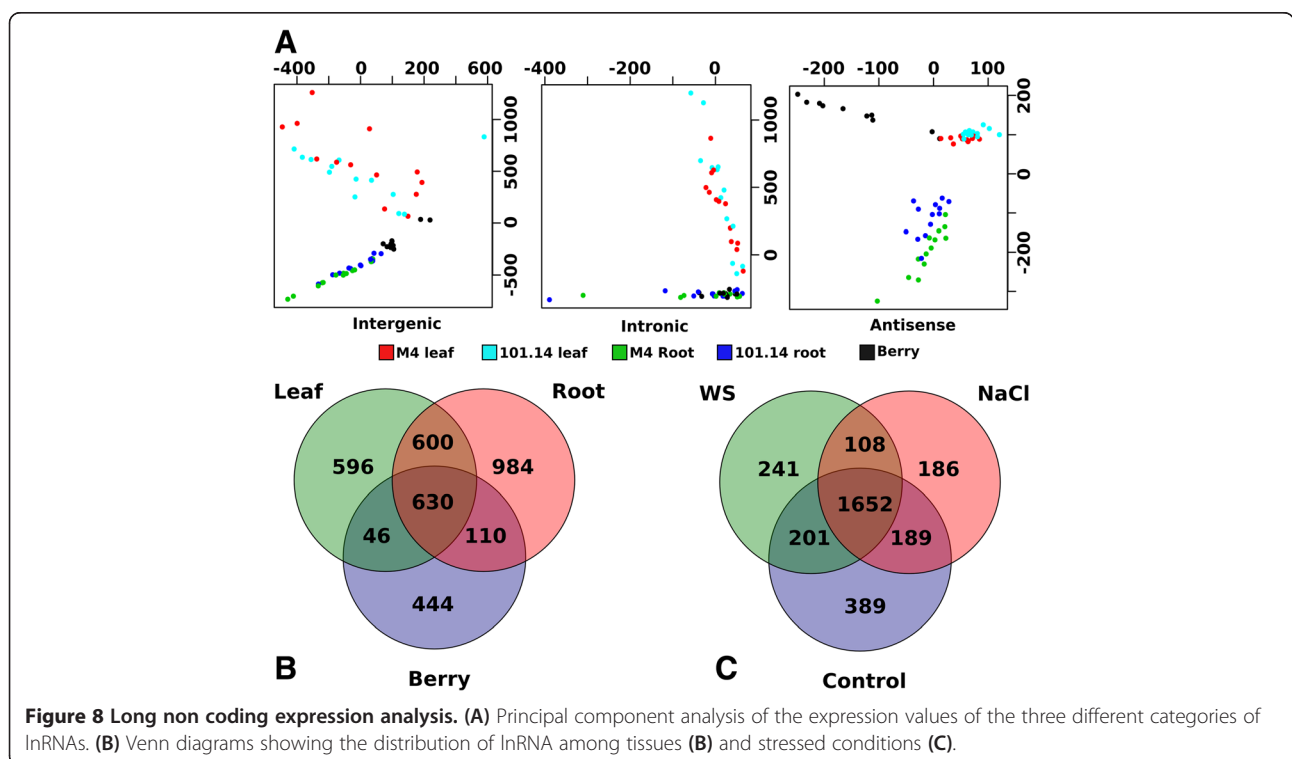 A
-400 0 200 600
-400 -200 0
-200 -100 0 100
1000
500
0
-500
1000
500
0
200
100
0
-200
Intergenic
Intronic
Antisense
M4 leaf 101.14 leaf M4 Root 101.14 root Berry
Leaf
Root
596
600
984
630
46
110
444
B
Berry
WS
NaCl
241
108
186
1652
201
189
389
C
Control
Figure 8 Long non coding expression analysis. (A) Principal component analysis of the expression values of the three different categories of
lnRNAs. (B) Venn diagrams showing the distribution of lnRNA among tissues (B) and stressed conditions (C).